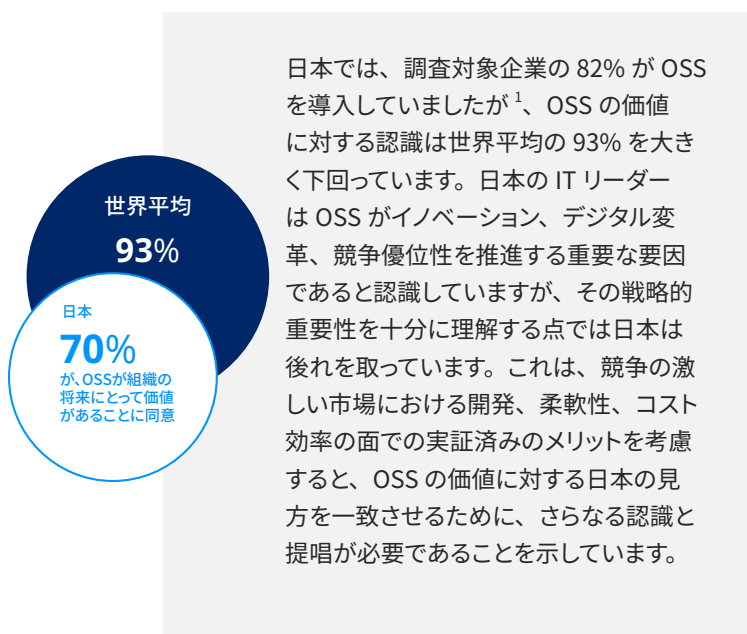 世界平均
93%
日本
70%
が、OSSが組織の
将来にとって価値
があることに同意
日本では、調査対象企業の 82% が OSS
を導入していましたが 1、OSS の価値
に対する認識は世界平均の 93% を大き
く下回っています。日本の IT リーダー
は OSS がイノベーション、デジタル変
革、競争優位性を推進する重要な要因
であると認識していますが、その戦略的
重要性を十分に理解する点では日本は
後れを取っています。これは、競争の激
しい市場における開発、柔軟性、コスト
効率の面での実証済みのメリットを考慮
すると、OSS の価値に対する日本の見
方を一致させるために、さらなる認識と
提唱が必要であることを示しています。